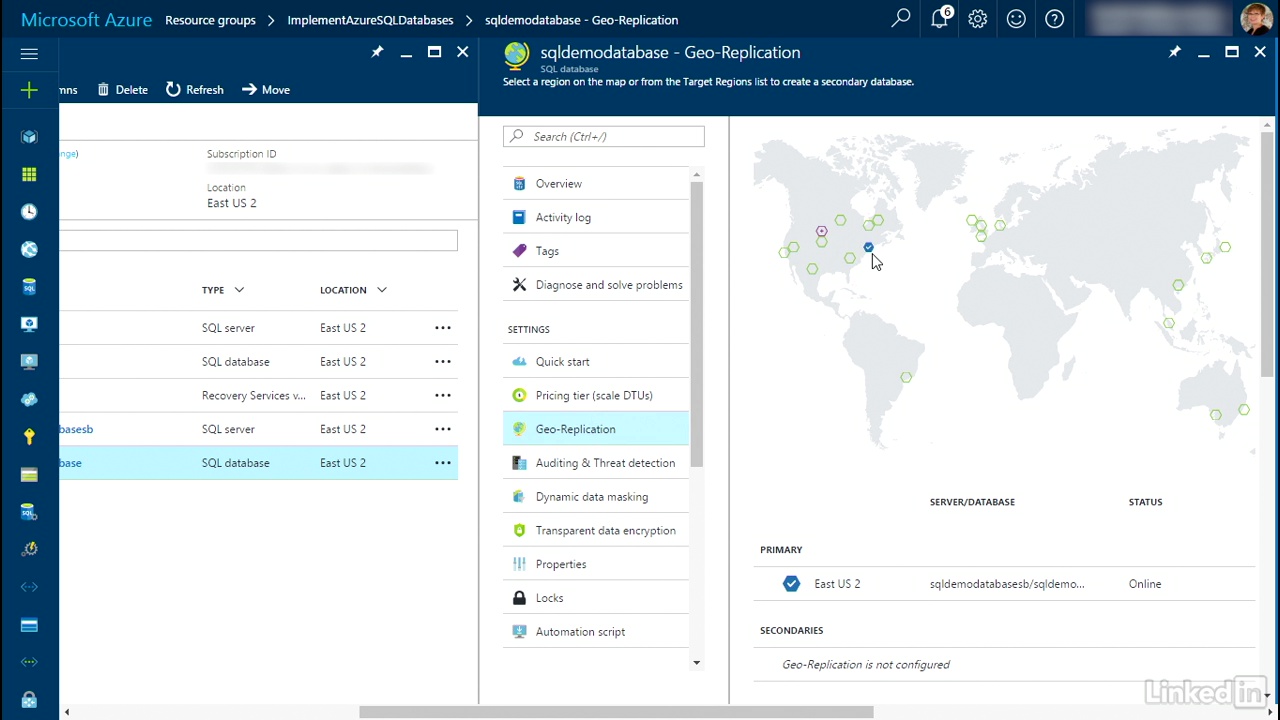 Microsoft Azure Resource groups > ImplementAzureSQLDatabases > sqldemodatabase - Geo-Replication
6
sqldemodatabase - Geo-Replication
SQL database
Select a region on the map or from the Target Regions list to create a secondary database.
mns Delete Refresh Move
nge)
Subscription ID
Location
East US 2
TYPE LOCATION
SQL server East US 2 ...
SQL database East US 2 ...
Recovery Services v... East US 2 ...
basesb SQL server East US 2 ...
base SQL database East US 2 ...
Search (Ctrl+/)
Overview
Activity log
Tags
Diagnose and solve problems
SETTINGS
Quick start
Pricing tier (scale DTUs)
Geo-Replication
Auditing & Threat detection
Dynamic data masking
Transparent data encryption
Properties
Locks
Automation script
SERVER/DATABASE STATUS
PRIMARY
East US 2 sqldemodatabasesb/sqldemo... Online
SECONDARIES
Geo-Replication is not configured
SQL
SQL
LinkedIn